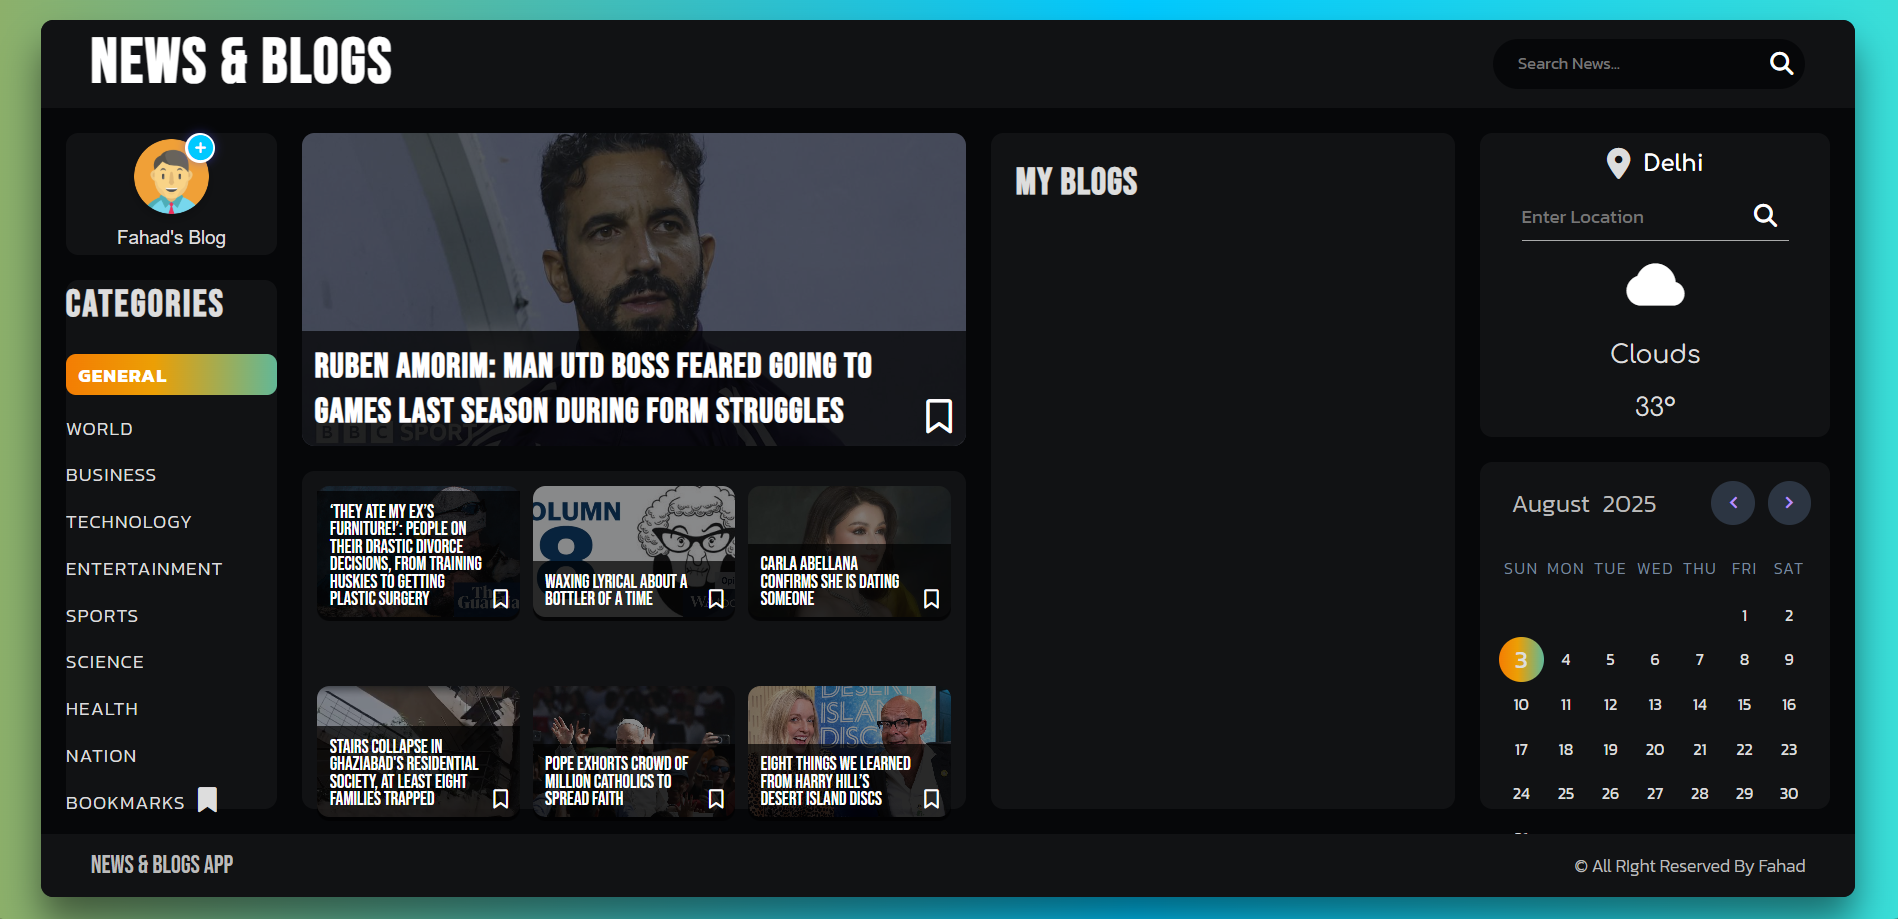 NEWS & BLOGS
Search News...
+
Fahad's Blog
CATEGORIES
GENERAL
WORLD
BUSINESS
TECHNOLOGY
ENTERTAINMENT
SPORTS
SCIENCE
HEALTH
NATION
BOOKMARKS
RUBEN AMORIM: MAN UTD BOSS FEARED GOING TO
GAMES LAST SEASON DURING FORM STRUGGLES
BBC SPORT
‘THEY ATE MY EX’S
FURNITURE!’: PEOPLE ON
THEIR DRASTIC DIVORCE
DECISIONS, FROM TRAINING
HUSKIES TO GETTING
PLASTIC SURGERY
OLUMN
8
WAXING LYRICAL ABOUT A
BOTTLER OF A TIME
CARLA ABELLANA
CONFIRMS SHE IS DATING
SOMEONE
STAIRS COLLAPSE IN
GHAZIABAD'S RESIDENTIAL
SOCIETY, AT LEAST EIGHT
FAMILIES TRAPPED
POPE EXHORTS CROWD OF
MILLION CATHOLICS TO
SPREAD FAITH
DESERT
ISLAN
DISC
EIGHT THINGS WE LEARNED
FROM HARRY HILL’S
DESERT ISLAND DISCS
MY BLOGS
Delhi
Enter Location
Clouds
33°
August 2025
SUN MON TUE WED THU FRI SAT
1 2
3 4 5 6 7 8 9
10 11 12 13 14 15 16
17 18 19 20 21 22 23
24 25 26 27 28 29 30
NEWS & BLOGS APP
© All Right Reserved By Fahad